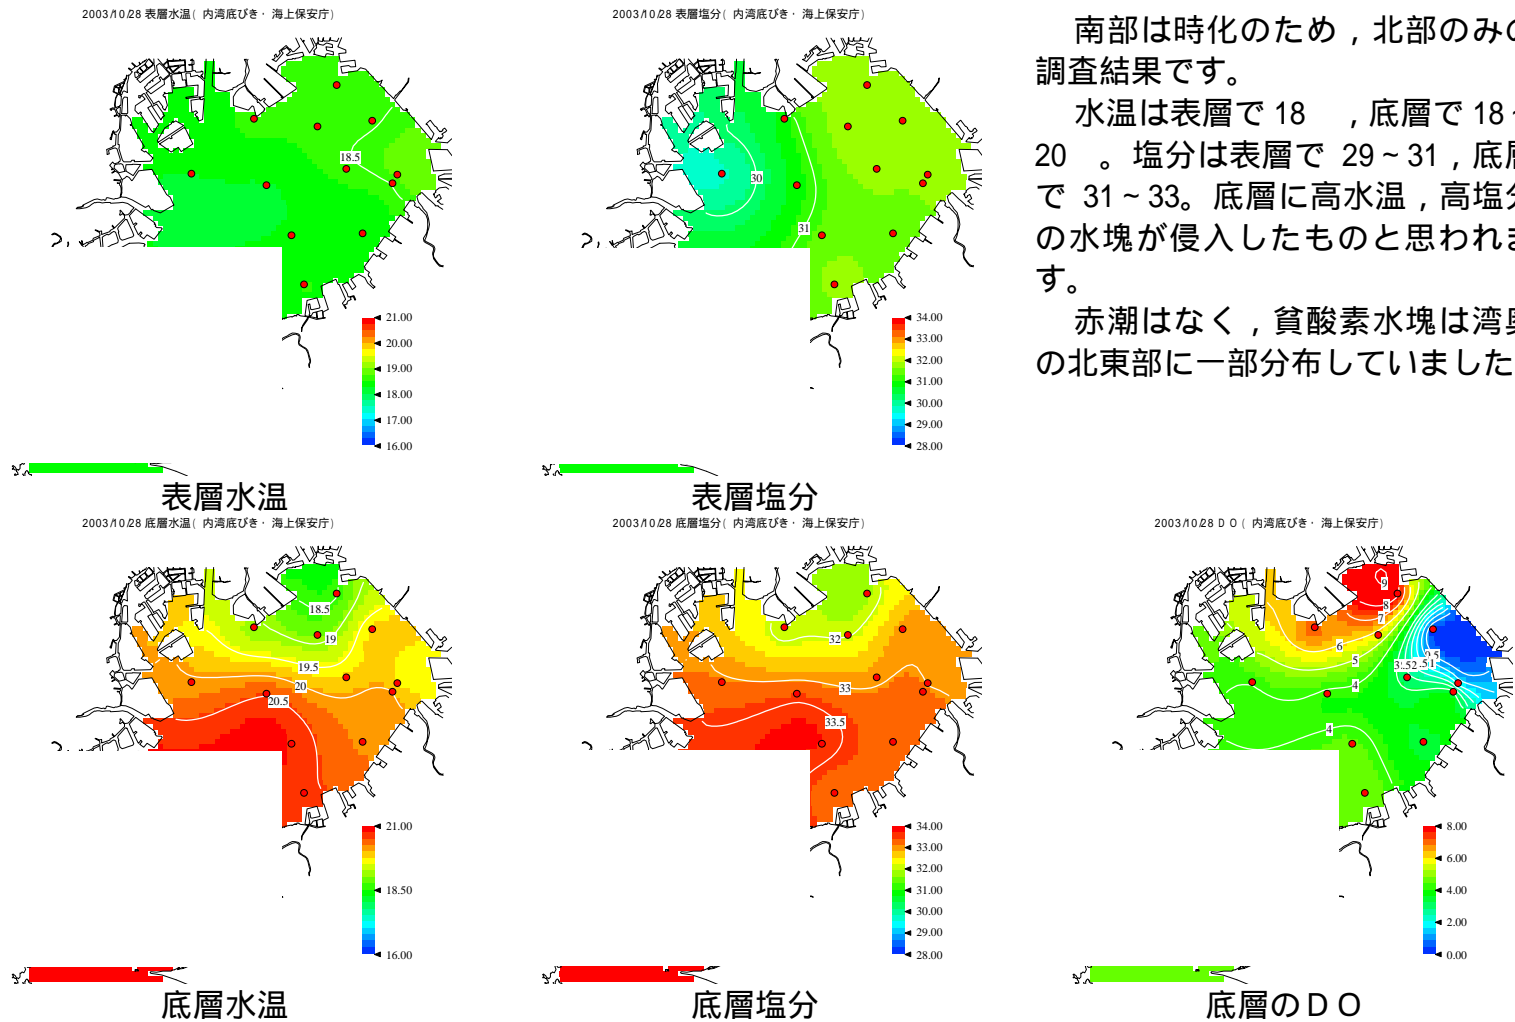 2003/10/28 表層水温( 内湾底びき・ 海上保安庁)
18.5
21.00
20.00
19.00
18.00
17.00
16.00
表層水温
2003/10/28 表層塩分( 内湾底びき・ 海上保安庁)
30
31
34.00
33.00
32.00
31.00
30.00
29.00
28.00
表層塩分
南部は時化のため，北部のみの
調査結果です。
水温は表層で 18 ，底層で 18～
20 。塩分は表層で 29～31，底層
で 31～33。底層に高水温，高塩分
の水塊が侵入したものと思われま
す。
赤潮はなく，貧酸素水塊は湾奥
の北東部に一部分布していました
2003/10/28 底層水温( 内湾底びき・ 海上保安庁)
18.5
19
19.5
20
20.5
21.00
18.50
16.00
底層水温
2003/10/28 底層塩分( 内湾底びき・ 海上保安庁)
32
33
33.5
34.00
33.00
32.00
31.00
30.00
29.00
28.00
底層塩分
2003/10/28 ＤＯ( 内湾底びき・ 海上保安庁)
9
8
7
6
5
4
4
8.00
6.00
4.00
2.00
0.00
底層のＤＯ